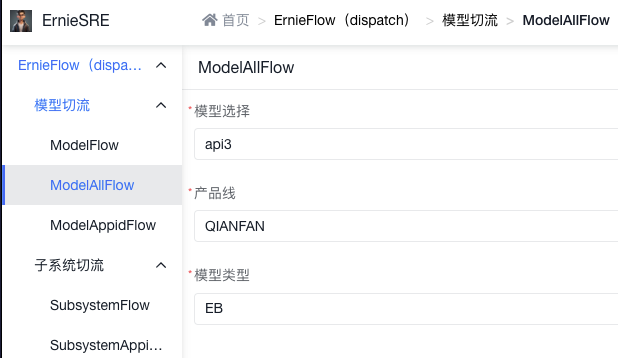 ErnieSRE
首页 > ErnieFlow（dispatch） > 模型切流 > ModelAllFlow
ErnieFlow（dispa…
模型切流
ModelFlow
ModelAllFlow
ModelAppidFlow
子系统切流
SubsystemFlow
SubsystemAppi…
ModelAllFlow
*模型选择
api3
*产品线
QIANFAN
*模型类型
EB